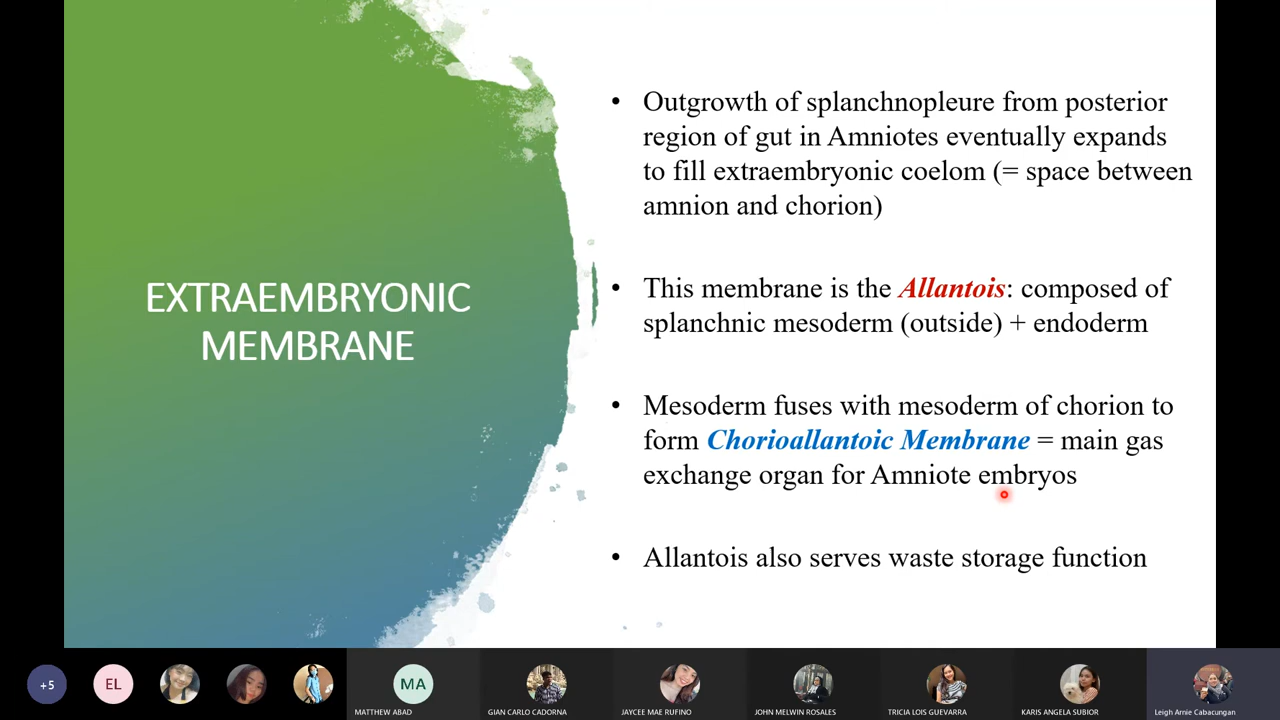 EXTRAEMBRYONIC
MEMBRANE
• Outgrowth of splanchnopleure from posterior
region of gut in Amniotes eventually expands
to fill extraembryonic coelom (= space between
amnion and chorion)
• This membrane is the Allantois: composed of
splanchnic mesoderm (outside) + endoderm
• Mesoderm fuses with mesoderm of chorion to
form Chorioallantoic Membrane = main gas
exchange organ for Amniote embryos
• Allantois also serves waste storage function
+5
EL
MA
MATTHEW ABAD
GIAN CARLO CADORNA
JAYCEE MAE RUFINO
JOHN MELWIN ROSALES
TRICIA LOIS GUEVARRA
KARIS ANGELA SUBIOR
Leigh Arnie Cabacungan